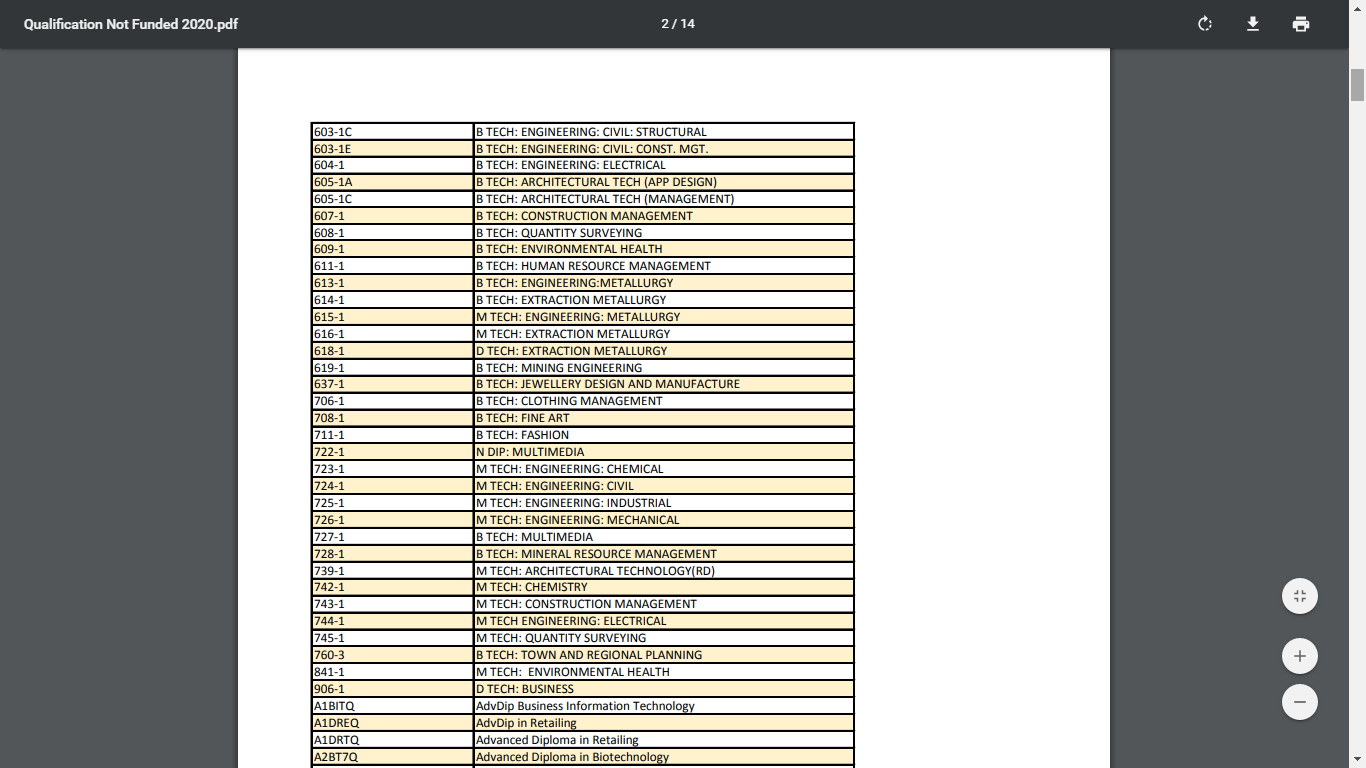 Qualification Not Funded 2020.pdf 2 / 14
603-1C B TECH: ENGINEERING: CIVIL: STRUCTURAL
603-1E B TECH: ENGINEERING: CIVIL: CONST. MGT.
604-1 B TECH: ENGINEERING: ELECTRICAL
605-1A B TECH: ARCHITECTURAL TECH (APP DESIGN)
605-1C B TECH: ARCHITECTURAL TECH (MANAGEMENT)
607-1 B TECH: CONSTRUCTION MANAGEMENT
608-1 B TECH: QUANTITY SURVEYING
609-1 B TECH: ENVIRONMENTAL HEALTH
611-1 B TECH: HUMAN RESOURCE MANAGEMENT
613-1 B TECH: ENGINEERING:METALLURGY
614-1 B TECH: EXTRACTION METALLURGY
615-1 M TECH: ENGINEERING: METALLURGY
616-1 M TECH: EXTRACTION METALLURGY
618-1 D TECH: EXTRACTION METALLURGY
619-1 B TECH: MINING ENGINEERING
637-1 B TECH: JEWELLERY DESIGN AND MANUFACTURE
706-1 B TECH: CLOTHING MANAGEMENT
708-1 B TECH: FINE ART
711-1 B TECH: FASHION
722-1 N DIP: MULTIMEDIA
723-1 M TECH: ENGINEERING: CHEMICAL
724-1 M TECH: ENGINEERING: CIVIL
725-1 M TECH: ENGINEERING: INDUSTRIAL
726-1 M TECH: ENGINEERING: MECHANICAL
727-1 B TECH: MULTIMEDIA
728-1 B TECH: MINERAL RESOURCE MANAGEMENT
739-1 M TECH: ARCHITECTURAL TECHNOLOGY(RD)
742-1 M TECH: CHEMISTRY
743-1 M TECH: CONSTRUCTION MANAGEMENT
744-1 M TECH ENGINEERING: ELECTRICAL
745-1 M TECH: QUANTITY SURVEYING
760-3 B TECH: TOWN AND REGIONAL PLANNING
841-1 M TECH:  ENVIRONMENTAL HEALTH
906-1 D TECH: BUSINESS
A1BITQ AdvDip Business Information Technology
A1DREQ AdvDip in Retailing
A1DRTQ Advanced Diploma in Retailing
A2BT7Q Advanced Diploma in Biotechnology